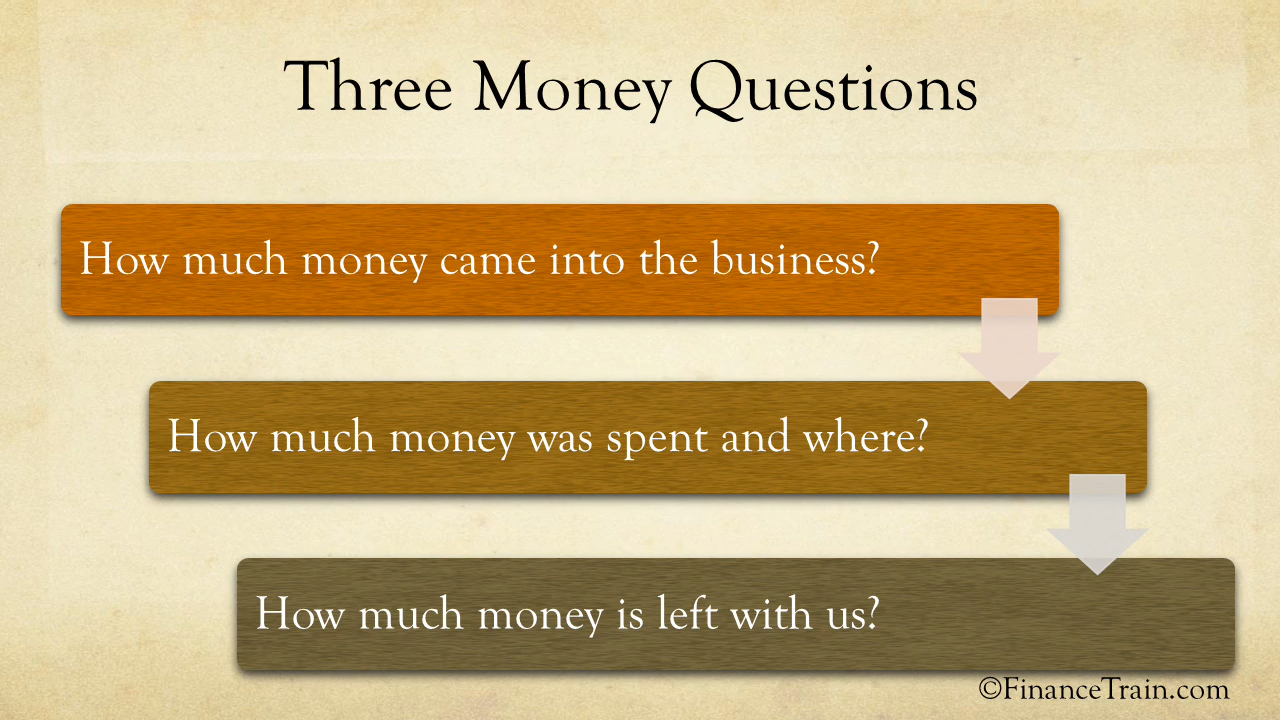 Three Money Questions
How much money came into the business?
How much money was spent and where?
How much money is left with us?
©FinanceTrain.com